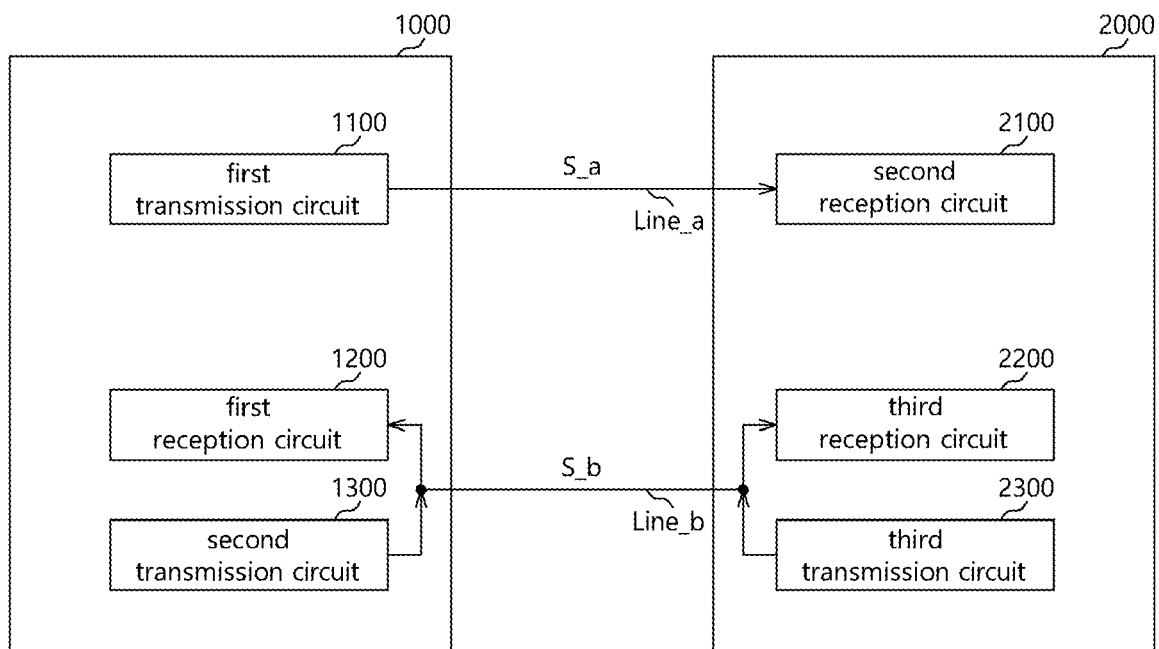 1000
2000
1100
first
transmission circuit
S_a
Line_a
2100
second
reception circuit
1200
first
reception circuit
1300
second
transmission circuit
S_b
Line_b
2200
third
reception circuit
2300
third
transmission circuit